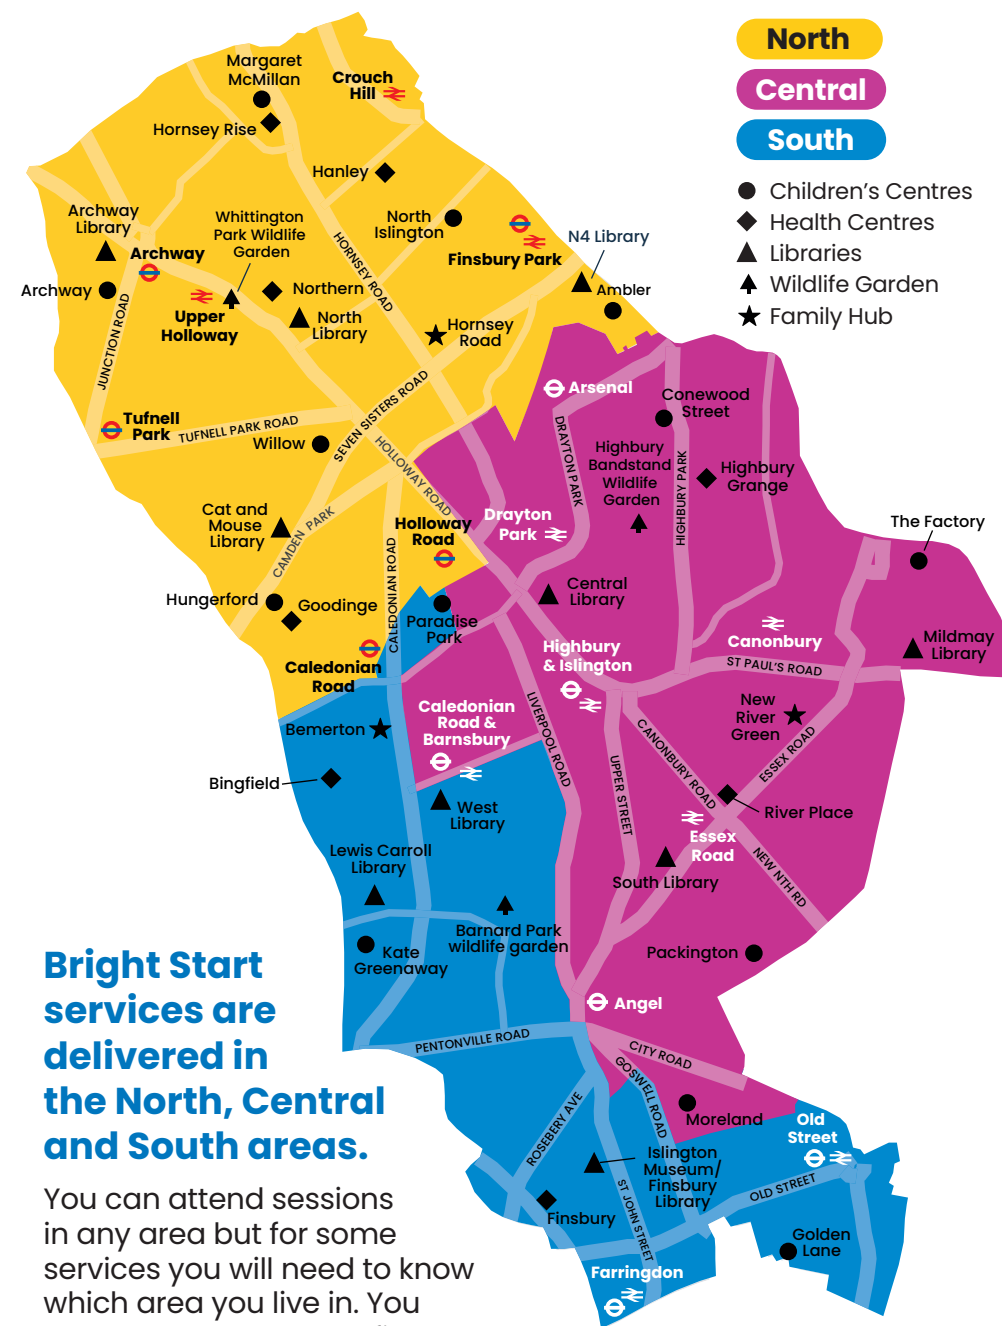 North
Central
South
Children's Centres
Health Centres
Libraries
Wildlife Garden
Family Hub
Margaret
McMillan
Crouch
Hill
Hornsey Rise
Hanley
Archway
Library
Whittington
Park Wildlife
Garden
North
Islington
HORNSEY ROAD
N4 Library
Archway
Finsbury Park
Archway
Northern
Ambler
Upper
Holloway
North
Library
Hornsey
Road
JUNCTION ROAD
Arsenal
Conewood
Street
Tufnell
Park
TUFNELL PARK ROAD
SEVEN SISTERS ROAD
Willow
HOLLOWAY ROAD
DRAYTON PARK
Highbury
Bandstand
Wildlife
Garden
HIGHBURY PARK
Highbury
Grange
Cat and
Mouse
Library
CAMDEN PARK
Holloway
Road
Drayton
Park
The Factory
CALEDONIAN ROAD
Hungerford
Goodinge
Paradise
Park
Central
Library
Canonbury
Mildmay
Library
Highbury
& Islington
ST PAUL'S ROAD
Caledonian
Road
Caledonian
Road &
Barnsbury
LIVERPOOL ROAD
CANONBURY ROAD
New
River
Green
ESSEX ROAD
Bemerton
UPPER STREET
Bingfield
West
Library
River Place
Essex
Road
NEW NTH RD
Lewis Carroll
Library
South Library
Barnard Park
wildlife garden
Kate
Greenaway
Packington
Angel
PENTONVILLE ROAD
CITY ROAD
GOSWELL ROAD
ROSEBERY AVE
Moreland
Old
Street
Islington
Museum/
Finsbury
Library
ST JOHN STREET
OLD STREET
Finsbury
Golden
Lane
Farringdon
Bright Start
services are
delivered in
the North, Central
and South areas.
You can attend sessions
in any area but for some
services you will need to know
which area you live in. You